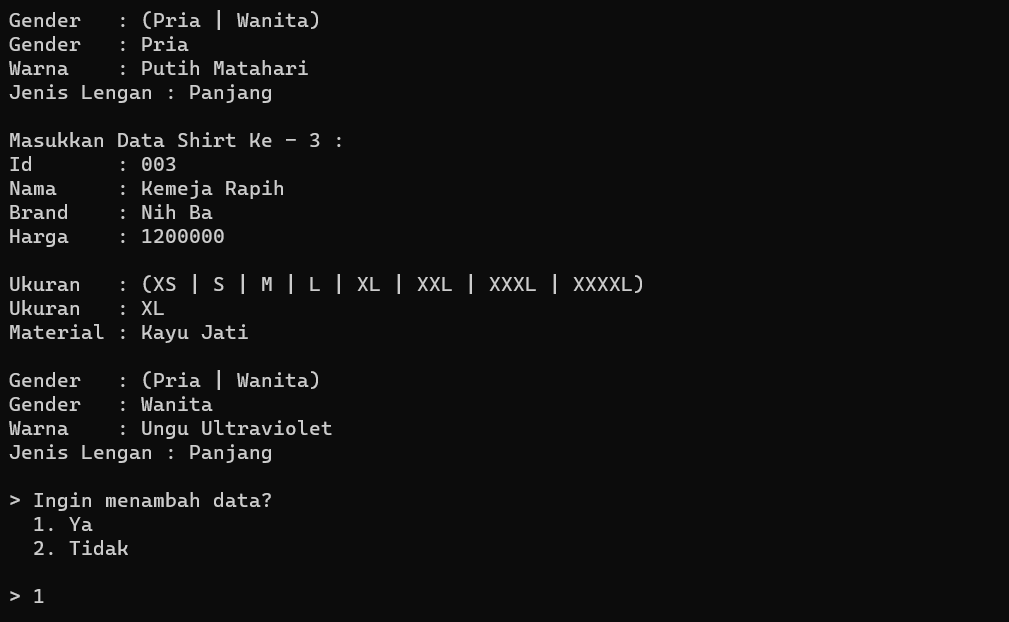 Gender   : (Pria | Wanita)
Gender   : Pria
Warna    : Putih Matahari
Jenis Lengan : Panjang

Masukkan Data Shirt Ke - 3 :
Id       : 003
Nama     : Kemeja Rapih
Brand    : Nih Ba
Harga    : 1200000

Ukuran   : (XS | S | M | L | XL | XXL | XXXL | XXXXL)
Ukuran   : XL
Material : Kayu Jati

Gender   : (Pria | Wanita)
Gender   : Wanita
Warna    : Ungu Ultraviolet
Jenis Lengan : Panjang

> Ingin menambah data?
  1. Ya
  2. Tidak

> 1